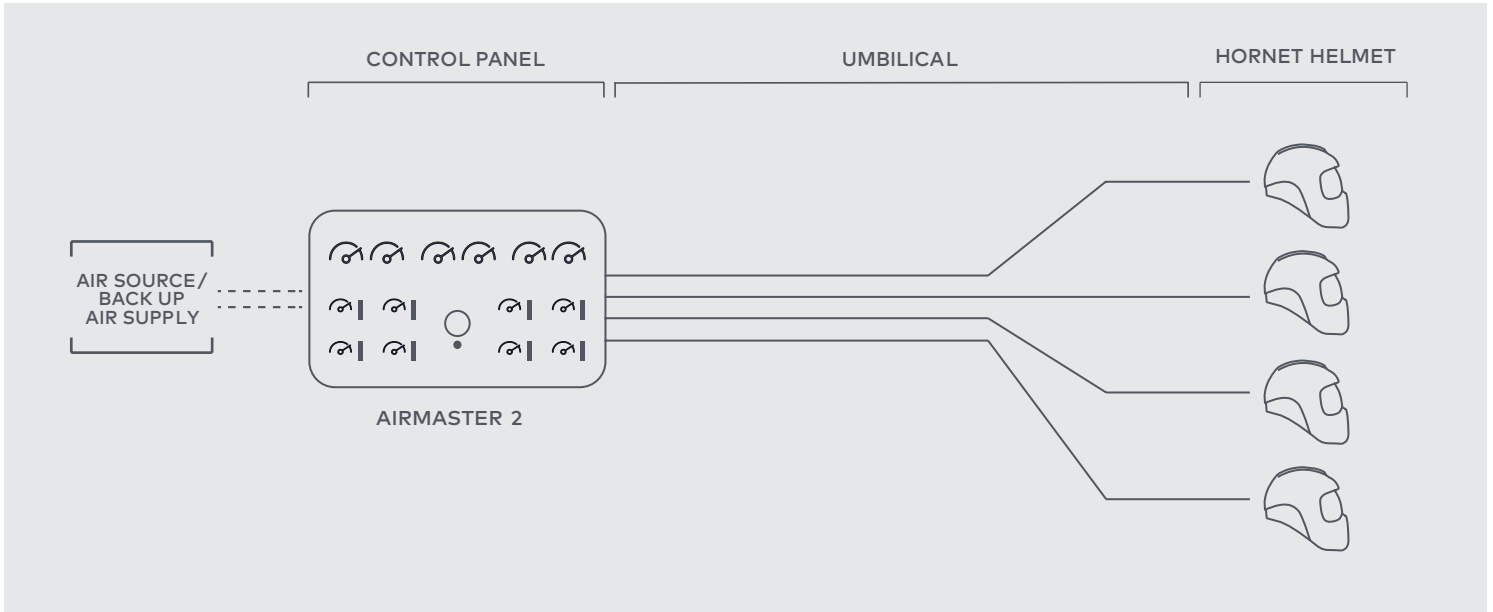 CONTROL PANEL
UMBILICAL
HORNET HELMET
AIR SOURCE/
BACK UP
AIR SUPPLY
AIRMASTER 2